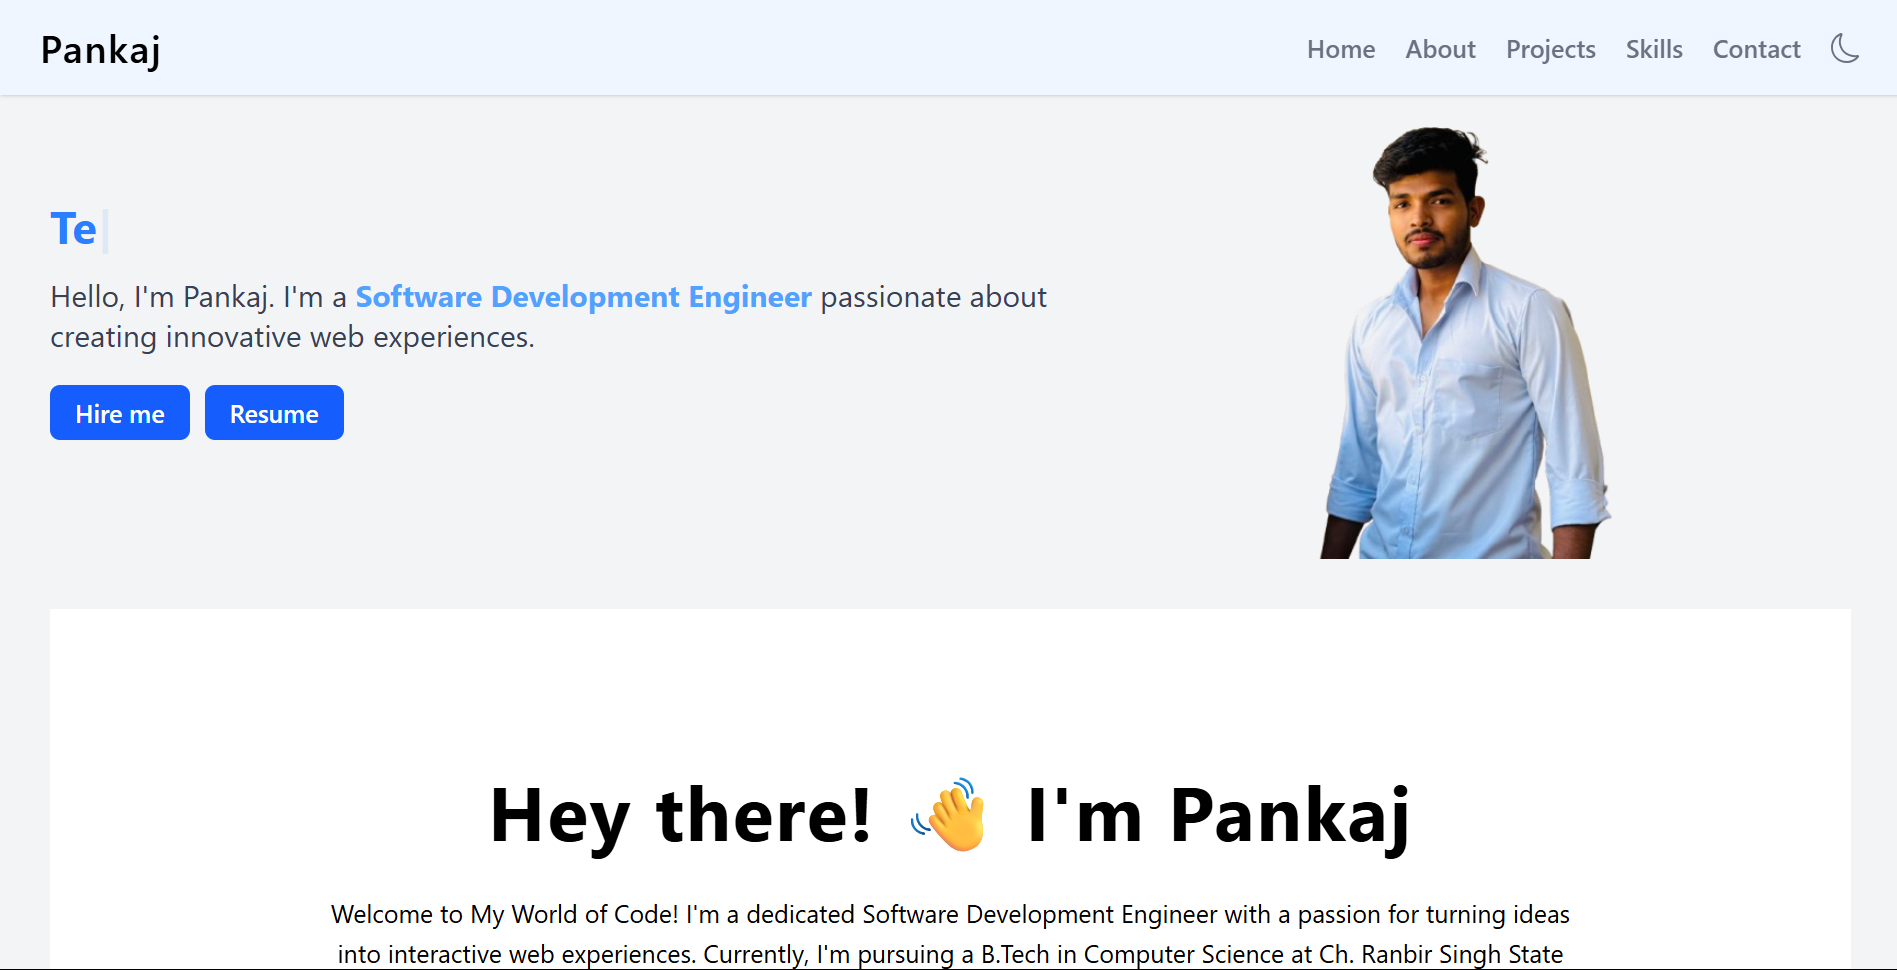 Pankaj
Home About Projects Skills Contact
Te
Hello, I'm Pankaj. I'm a Software Development Engineer passionate about
creating innovative web experiences.
Hire me Resume
Hey there! 👋 I'm Pankaj
Welcome to My World of Code! I'm a dedicated Software Development Engineer with a passion for turning ideas
into interactive web experiences. Currently, I'm pursuing a B.Tech in Computer Science at Ch. Ranbir Singh State